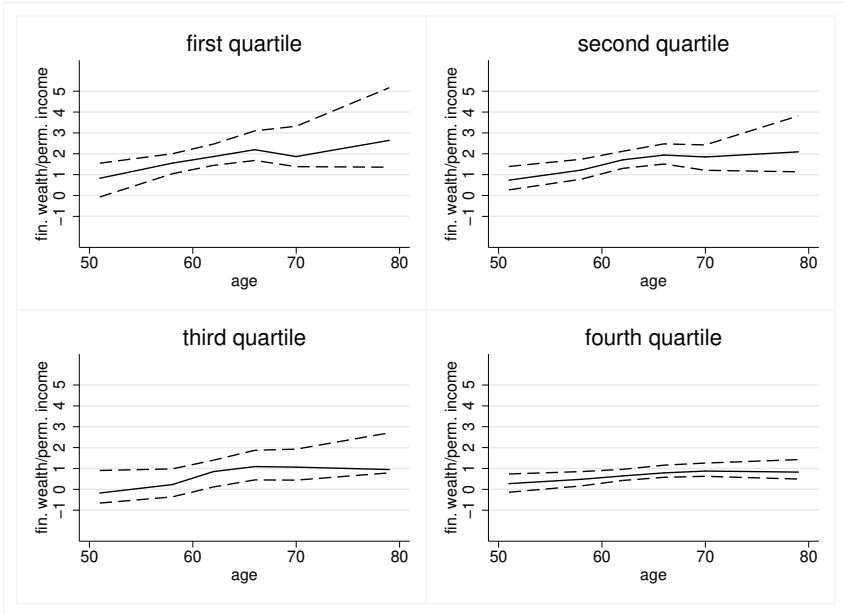 first quartile
fin. wealth/perm. income
−1 0 1 2 3 4 5
50 60 70 80
age
second quartile
fin. wealth/perm. income
−1 0 1 2 3 4 5
50 60 70 80
age
third quartile
fin. wealth/perm. income
−1 0 1 2 3 4 5
50 60 70 80
age
fourth quartile
fin. wealth/perm. income
−1 0 1 2 3 4 5
50 60 70 80
age